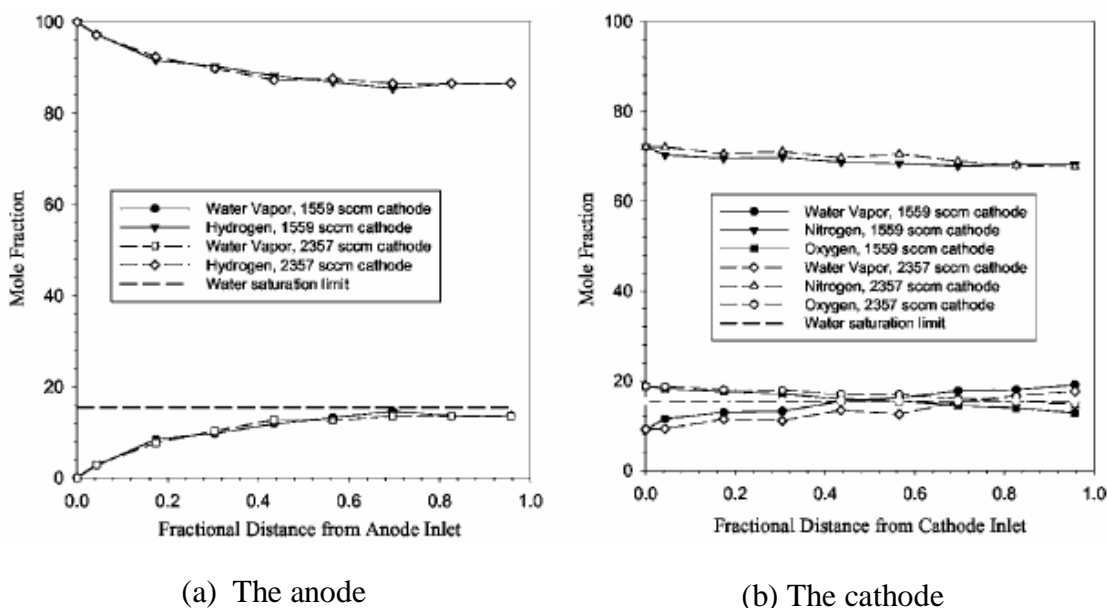 100
80
60
40
20
0
Mole Fraction
Water Vapor, 1559 sccm cathode
Hydrogen, 1559 sccm cathode
Water Vapor, 2357 sccm cathode
Hydrogen, 2357 sccm cathode
Water saturation limit
0.0 0.2 0.4 0.6 0.8 1.0
Fractional Distance from Anode Inlet
(a) The anode
100
80
60
40
20
0
Mole Fraction
Water Vapor, 1559 sccm cathode
Nitrogen, 1559 sccm cathode
Oxygen, 1559 sccm cathode
Water Vapor, 2357 sccm cathode
Nitrogen, 2357 sccm cathode
Oxygen, 2357 sccm cathode
Water saturation limit
0.0 0.2 0.4 0.6 0.8 1.0
Fractional Distance from Cathode Inlet
(b) The cathode